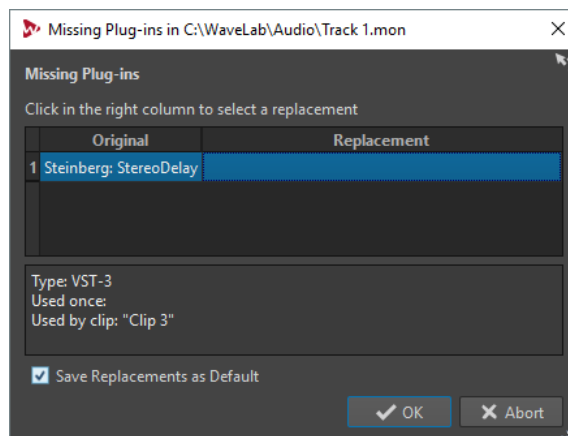 Missing Plug-ins in C:\WaveLab\Audio\Track 1.mon
Missing Plug-ins
Click in the right column to select a replacement
Original Replacement
1 Steinberg: StereoDelay
Type: VST-3
Used once:
Used by clip: "Clip 3"
Save Replacements as Default
OK Abort